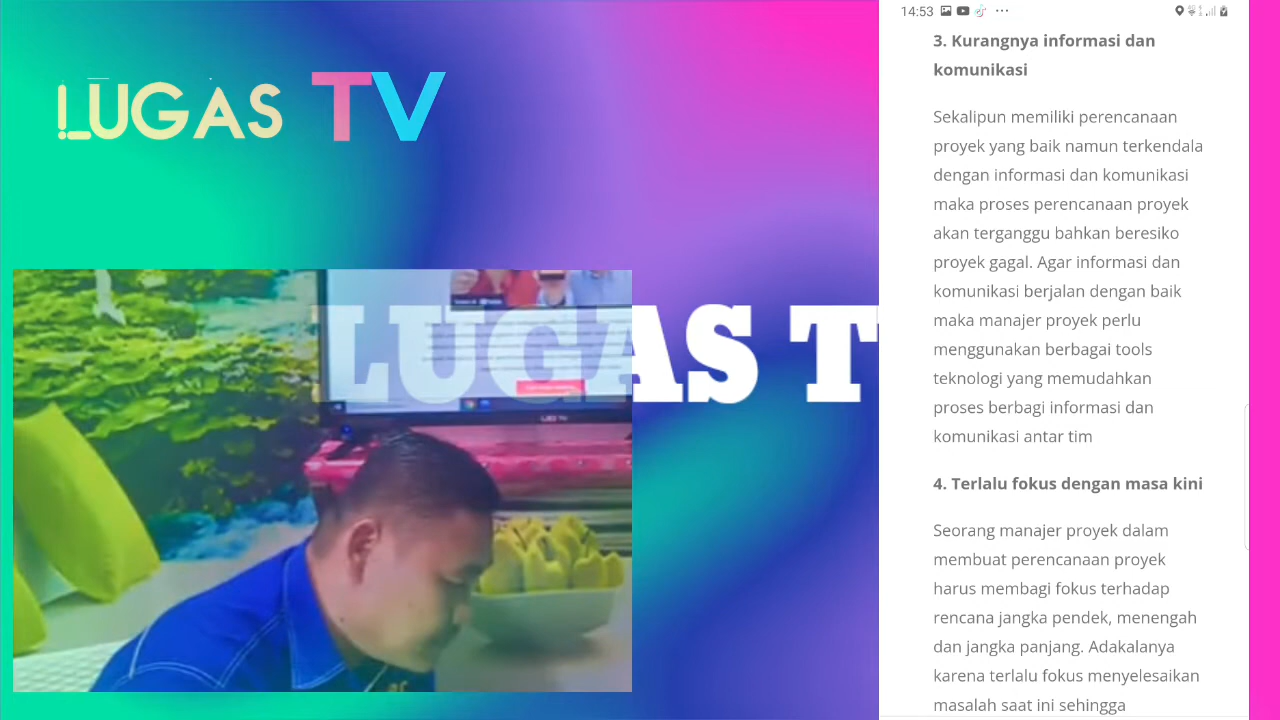 LUGAS TV
LUGAS T
14:53
3. Kurangnya informasi dan
komunikasi
Sekalipun memiliki perencanaan
proyek yang baik namun terkendala
dengan informasi dan komunikasi
maka proses perencanaan proyek
akan terganggu bahkan beresiko
proyek gagal. Agar informasi dan
komunikasi berjalan dengan baik
maka manajer proyek perlu
menggunakan berbagai tools
teknologi yang memudahkan
proses berbagi informasi dan
komunikasi antar tim
4. Terlalu fokus dengan masa kini
Seorang manajer proyek dalam
membuat perencanaan proyek
harus membagi fokus terhadap
rencana jangka pendek, menengah
dan jangka panjang. Adakalanya
karena terlalu fokus menyelesaikan
masalah saat ini sehingga